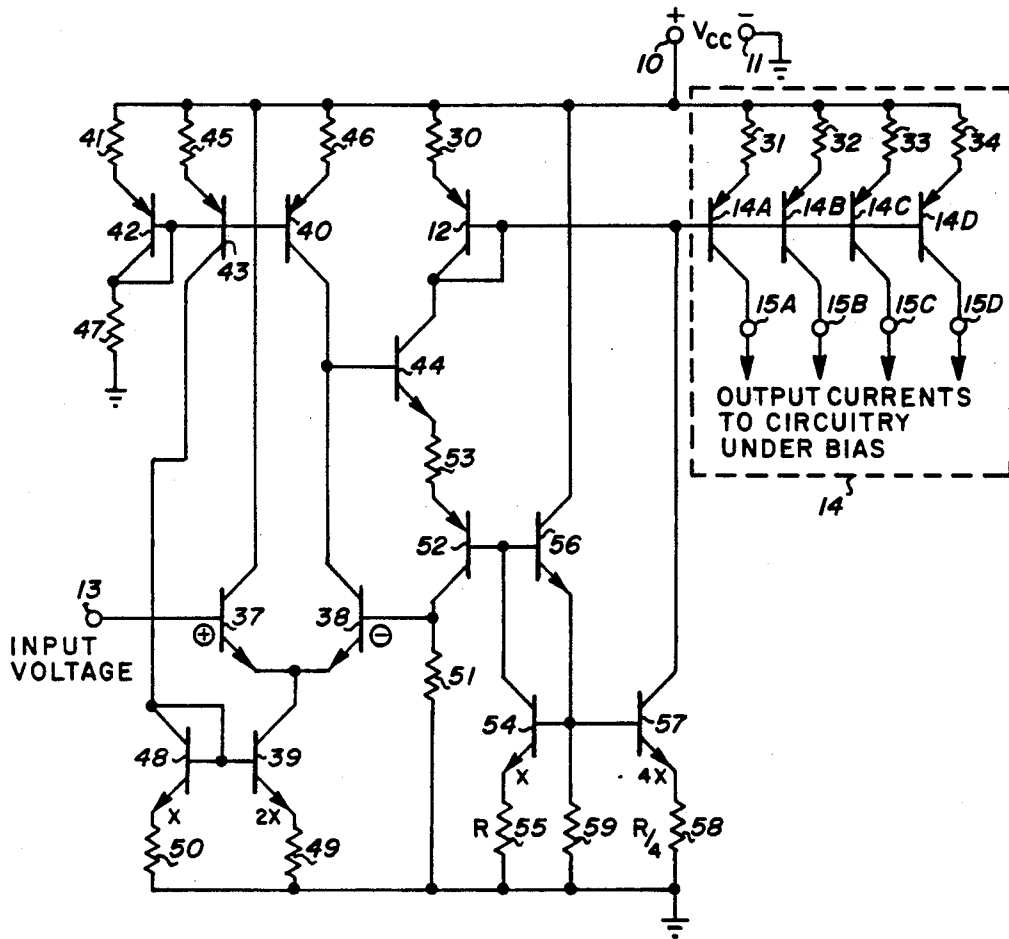 + V_CC −
10 11
41 45 46 30 31 32 33 34
42 43 40 12 14A 14B 14C 14D
47
15A 15B 15C 15D
44
OUTPUT CURRENTS
TO CIRCUITRY
UNDER BIAS
53
14
52 56
13
INPUT
VOLTAGE
37 38
+ −
51
54 57
48 39
X 4X
X 2X
50 49 R 55 59 R/4 58